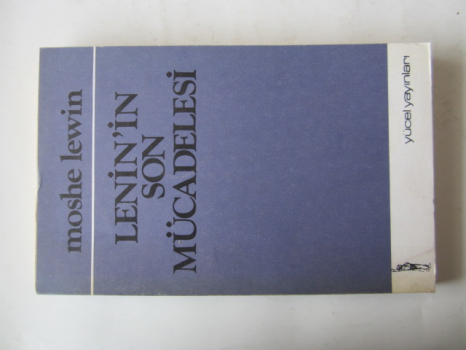 moshe lewin
LENİN'İN
SON
MÜCADELESİ
yücel yayınları